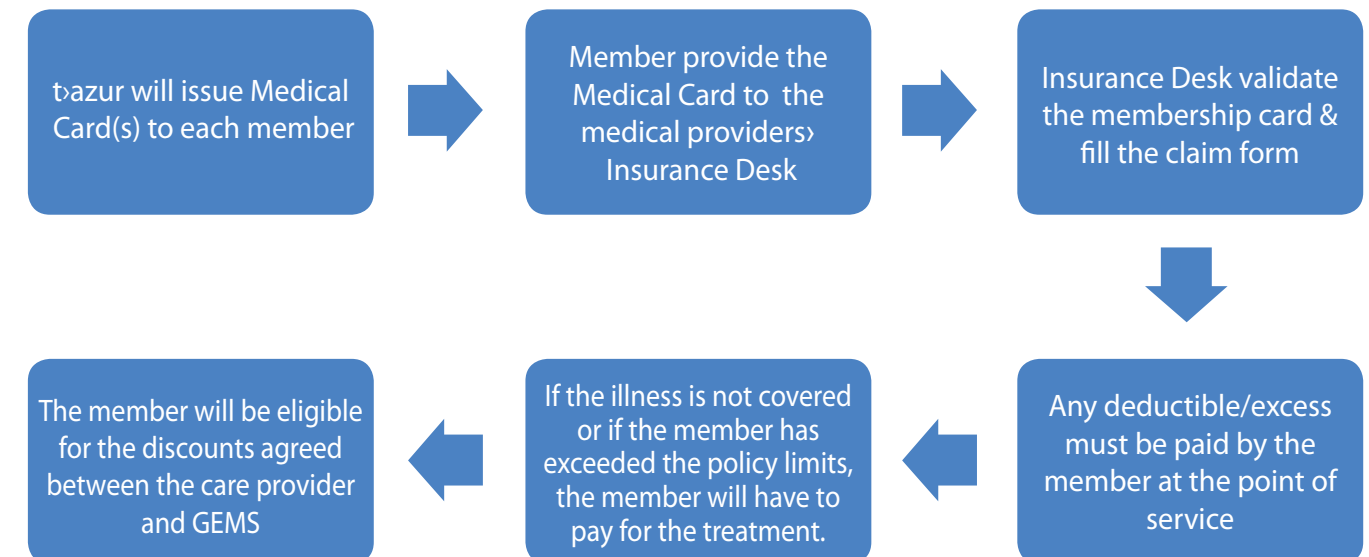 t›azur will issue Medical
Card(s) to each member
Member provide the
Medical Card to the
medical providers›
Insurance Desk
Insurance Desk validate
the membership card &
fill the claim form
Any deductible/excess
must be paid by the
member at the point of
service
If the illness is not covered
or if the member has
exceeded the policy limits,
the member will have to
pay for the treatment.
The member will be eligible
for the discounts agreed
between the care provider
and GEMS